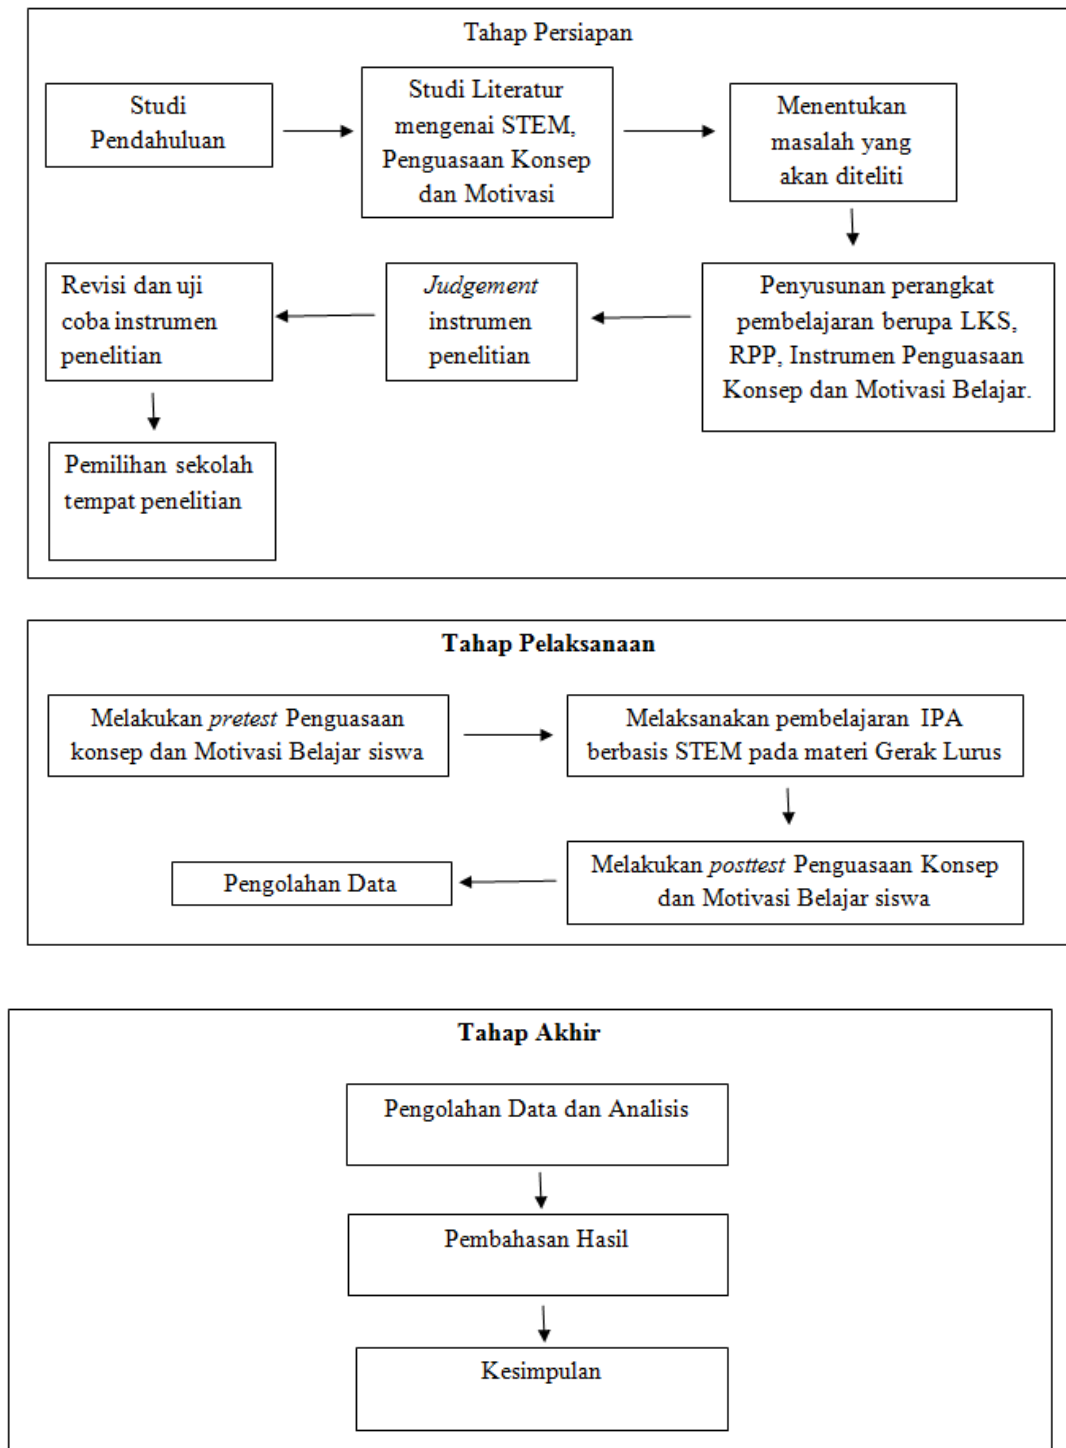 Tahap Persiapan
Studi
Pendahuluan
Studi Literatur
mengenai STEM,
Penguasaan Konsep
dan Motivasi
Menentukan
masalah yang
akan diteliti
Penyusunan perangkat
pembelajaran berupa LKS,
RPP, Instrumen Penguasaan
Konsep dan Motivasi Belajar.
Judgement
instrumen
penelitian
Revisi dan uji
coba instrumen
penelitian
Pemilihan sekolah
tempat penelitian
Tahap Pelaksanaan
Melakukan pretest Penguasaan
konsep dan Motivasi Belajar siswa
Melaksanakan pembelajaran IPA
berbasis STEM pada materi Gerak Lurus
Melakukan posttest Penguasaan Konsep
dan Motivasi Belajar siswa
Pengolahan Data
Tahap Akhir
Pengolahan Data dan Analisis
Pembahasan Hasil
Kesimpulan